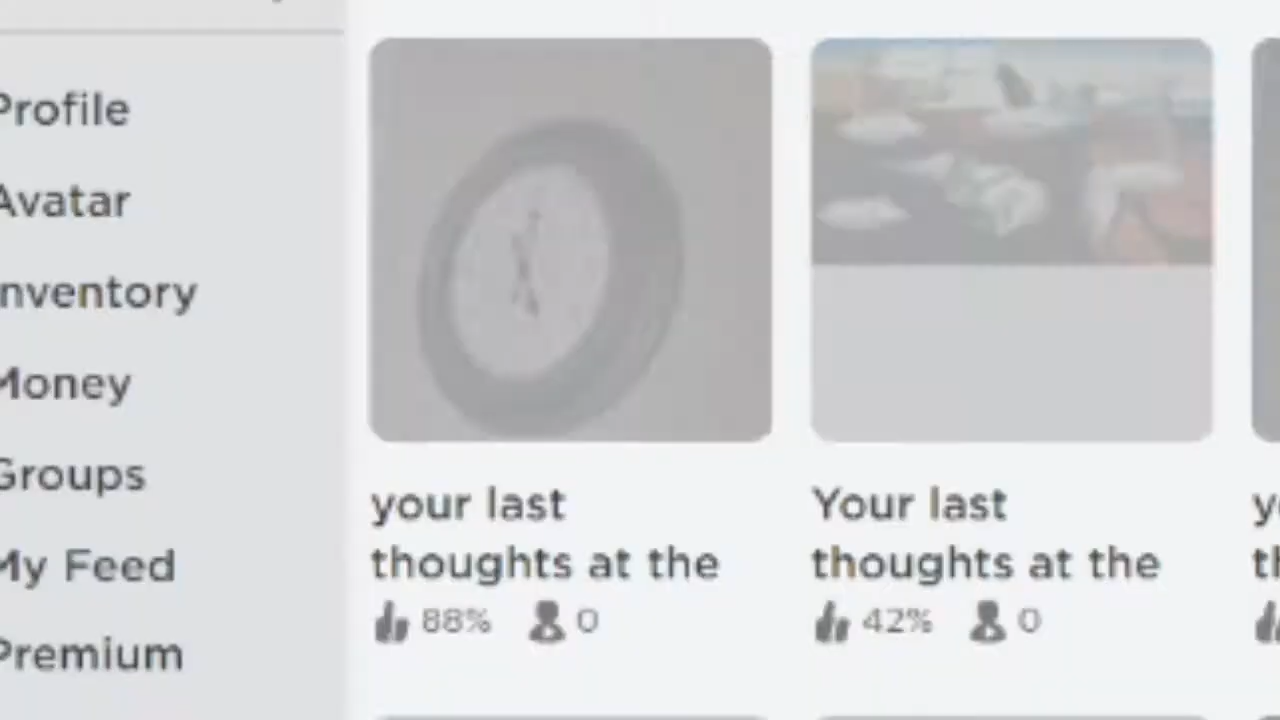 Profile
Avatar
Inventory
Money
Groups
My Feed
Premium
your last
thoughts at the
88% 0
Your last
thoughts at the
42% 0